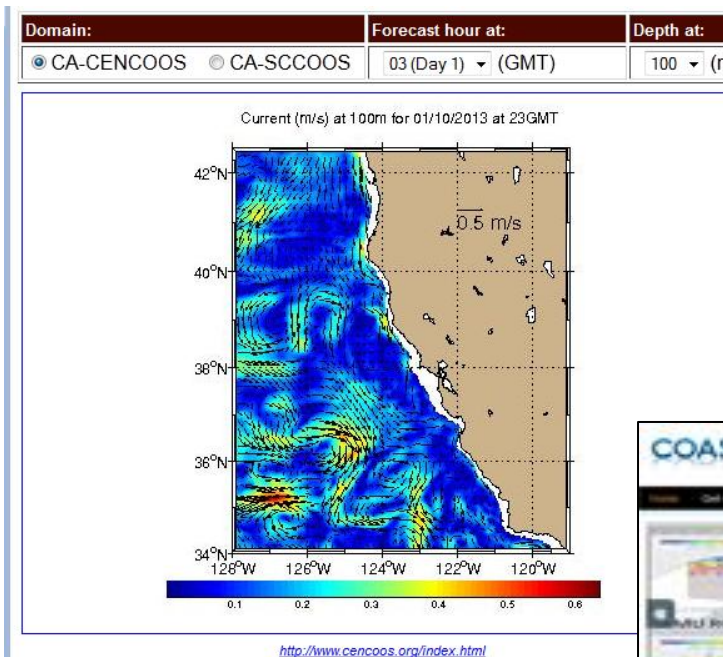 Domain: Forecast hour at: Depth at:
CA-CENCOOS CA-SCCOOS 03 (Day 1) (GMT) 100
Current (m/s) at 100m for 01/10/2013 at 23GMT
42°N
0.5 m/s
40°N
38°N
36°N
34°N
128°W 126°W 124°W 122°W 120°W
0.1 0.2 0.3 0.4 0.5 0.6
http://www.cencoos.org/index.html
COAS